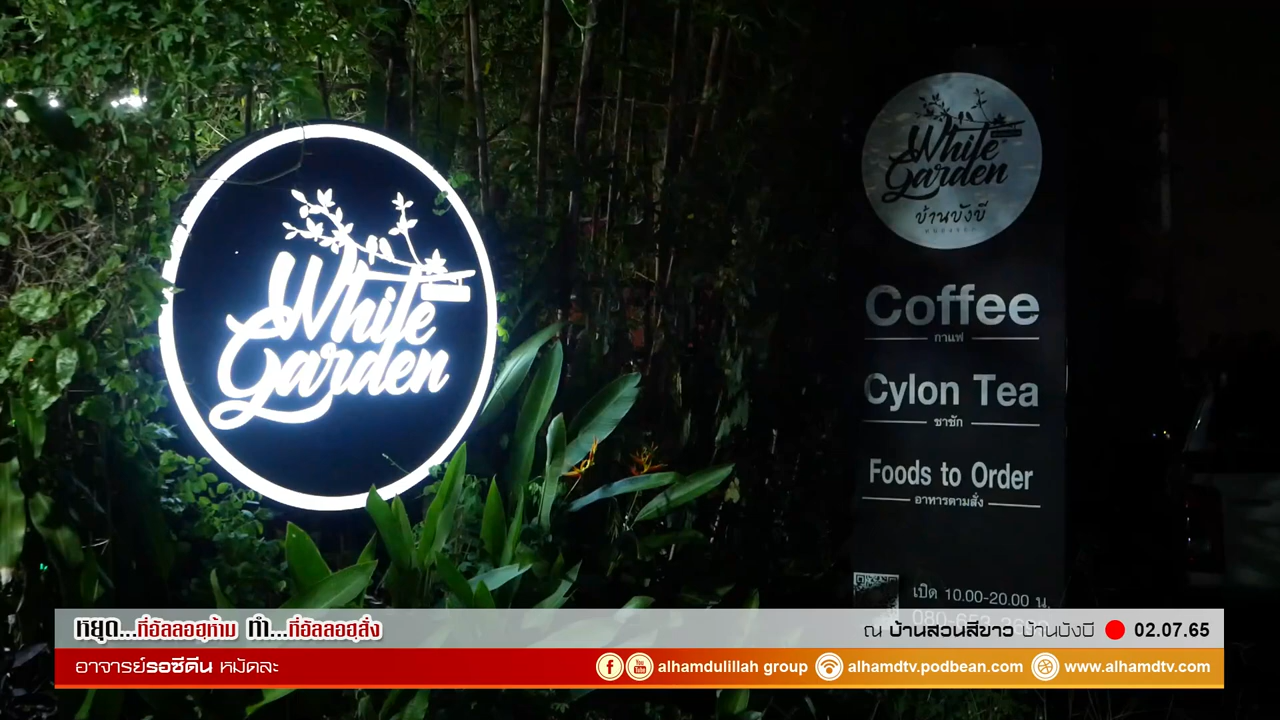 White
Garden
White
Garden
บ้านบังบี
Coffee
กาแฟ
Cylon Tea
ชาชัก
Foods to Order
อาหารตามสั่ง
เปิด 10.00-20.00 น.
หยุด...ที่อัลลอฮฺห้าม ทำ...ที่อัลลอฮฺสั่ง
ณ บ้านสวนสีขาว บ้านบังบี 02.07.65
อาจารย์รอซีดีน หมัดละ
alhamdulillah group alhamdtv.podbean.com www.alhamdtv.com